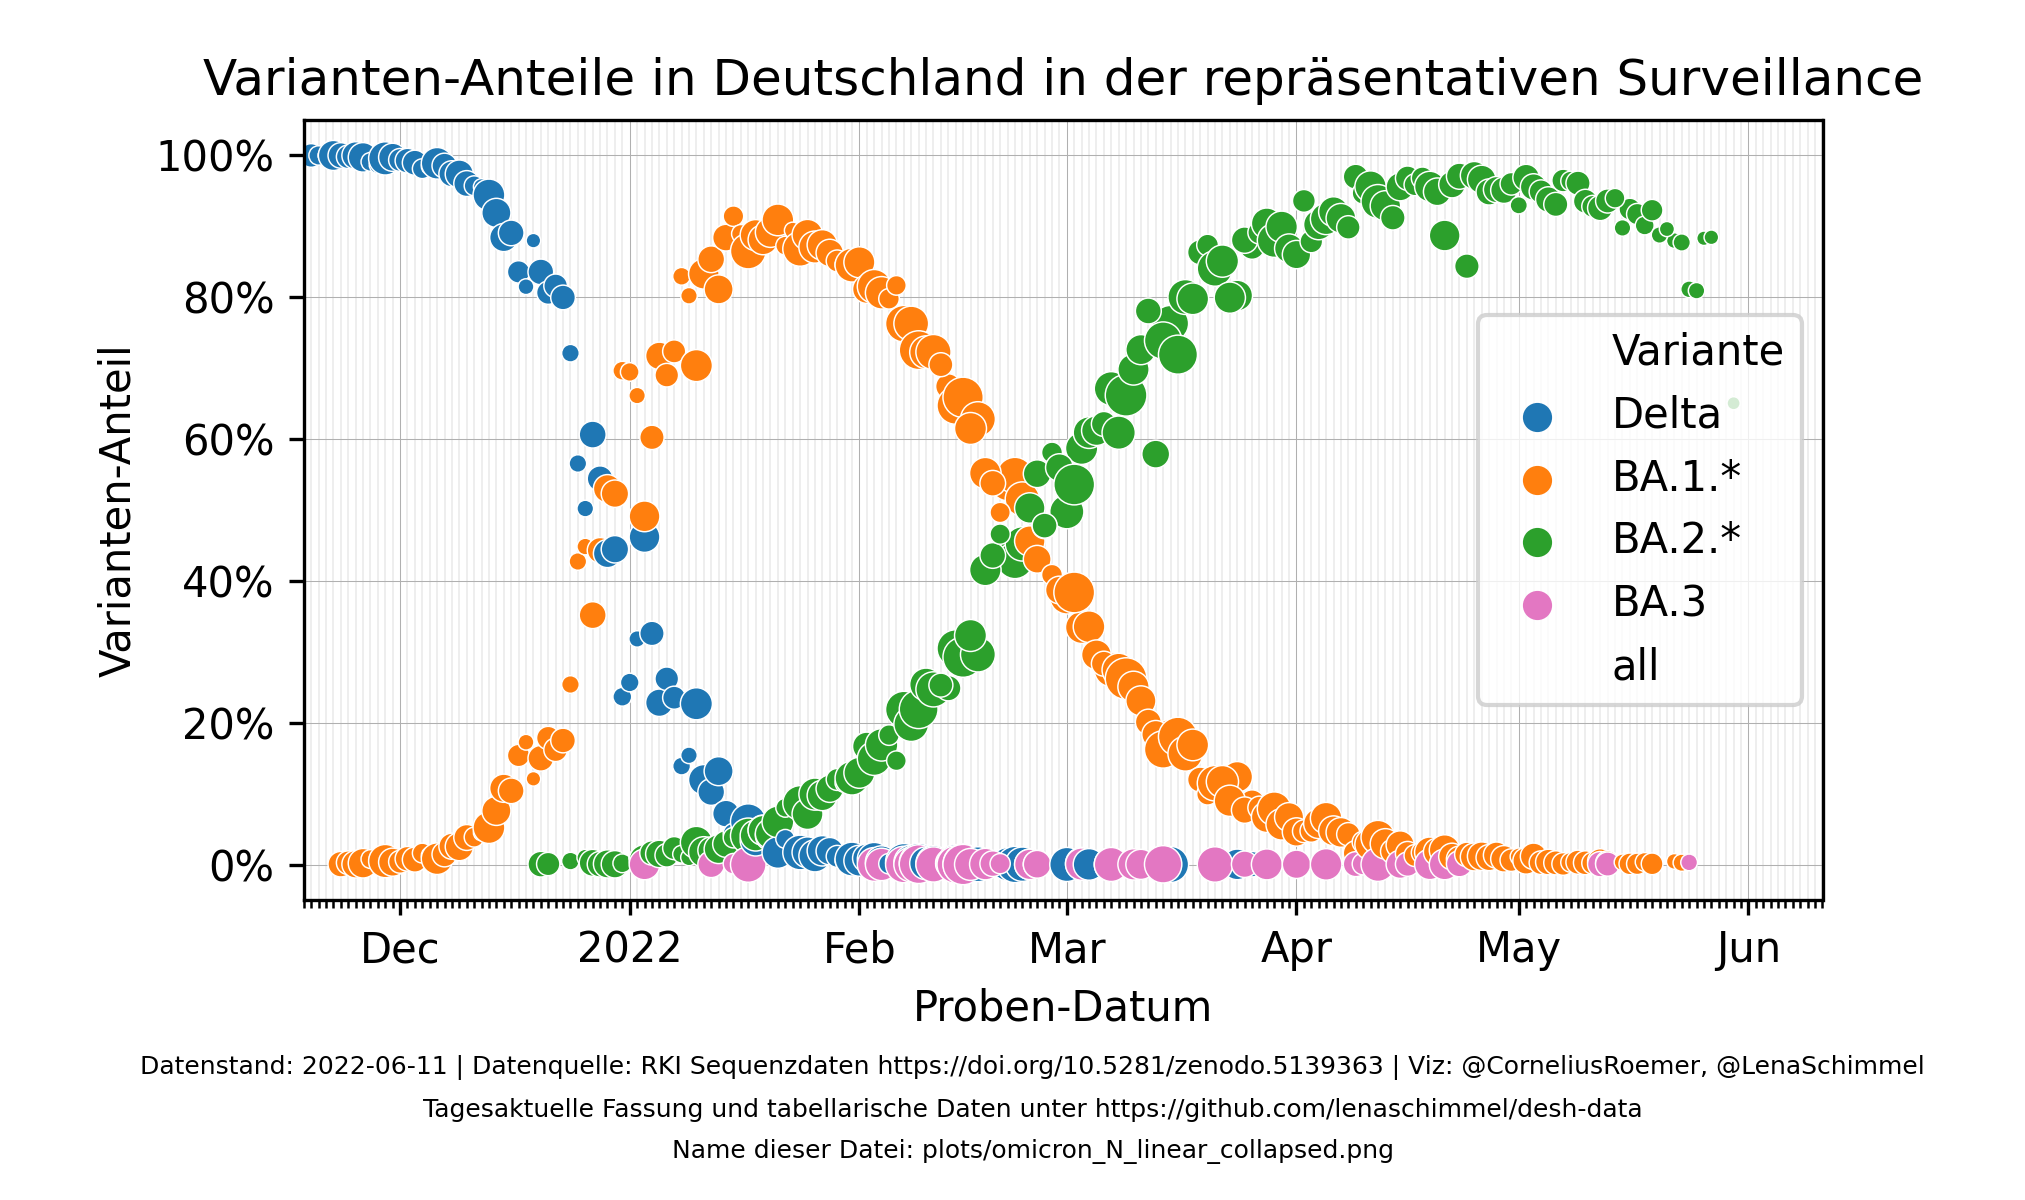 Varianten-Anteile in Deutschland in der repräsentativen Surveillance
100%
80%
60%
40%
20%
0%
Varianten-Anteil
Variante
Delta
BA.1.*
BA.2.*
BA.3
all
Dec
2022
Feb
Mar
Apr
May
Jun
Proben-Datum
Datenstand: 2022-06-11 | Datenquelle: RKI Sequenzdaten https://doi.org/10.5281/zenodo.5139363 | Viz: @CorneliusRoemer, @LenaSchimmel
Tagesaktuelle Fassung und tabellarische Daten unter https://github.com/lenaschimmel/desh-data
Name dieser Datei: plots/omicron_N_linear_collapsed.png